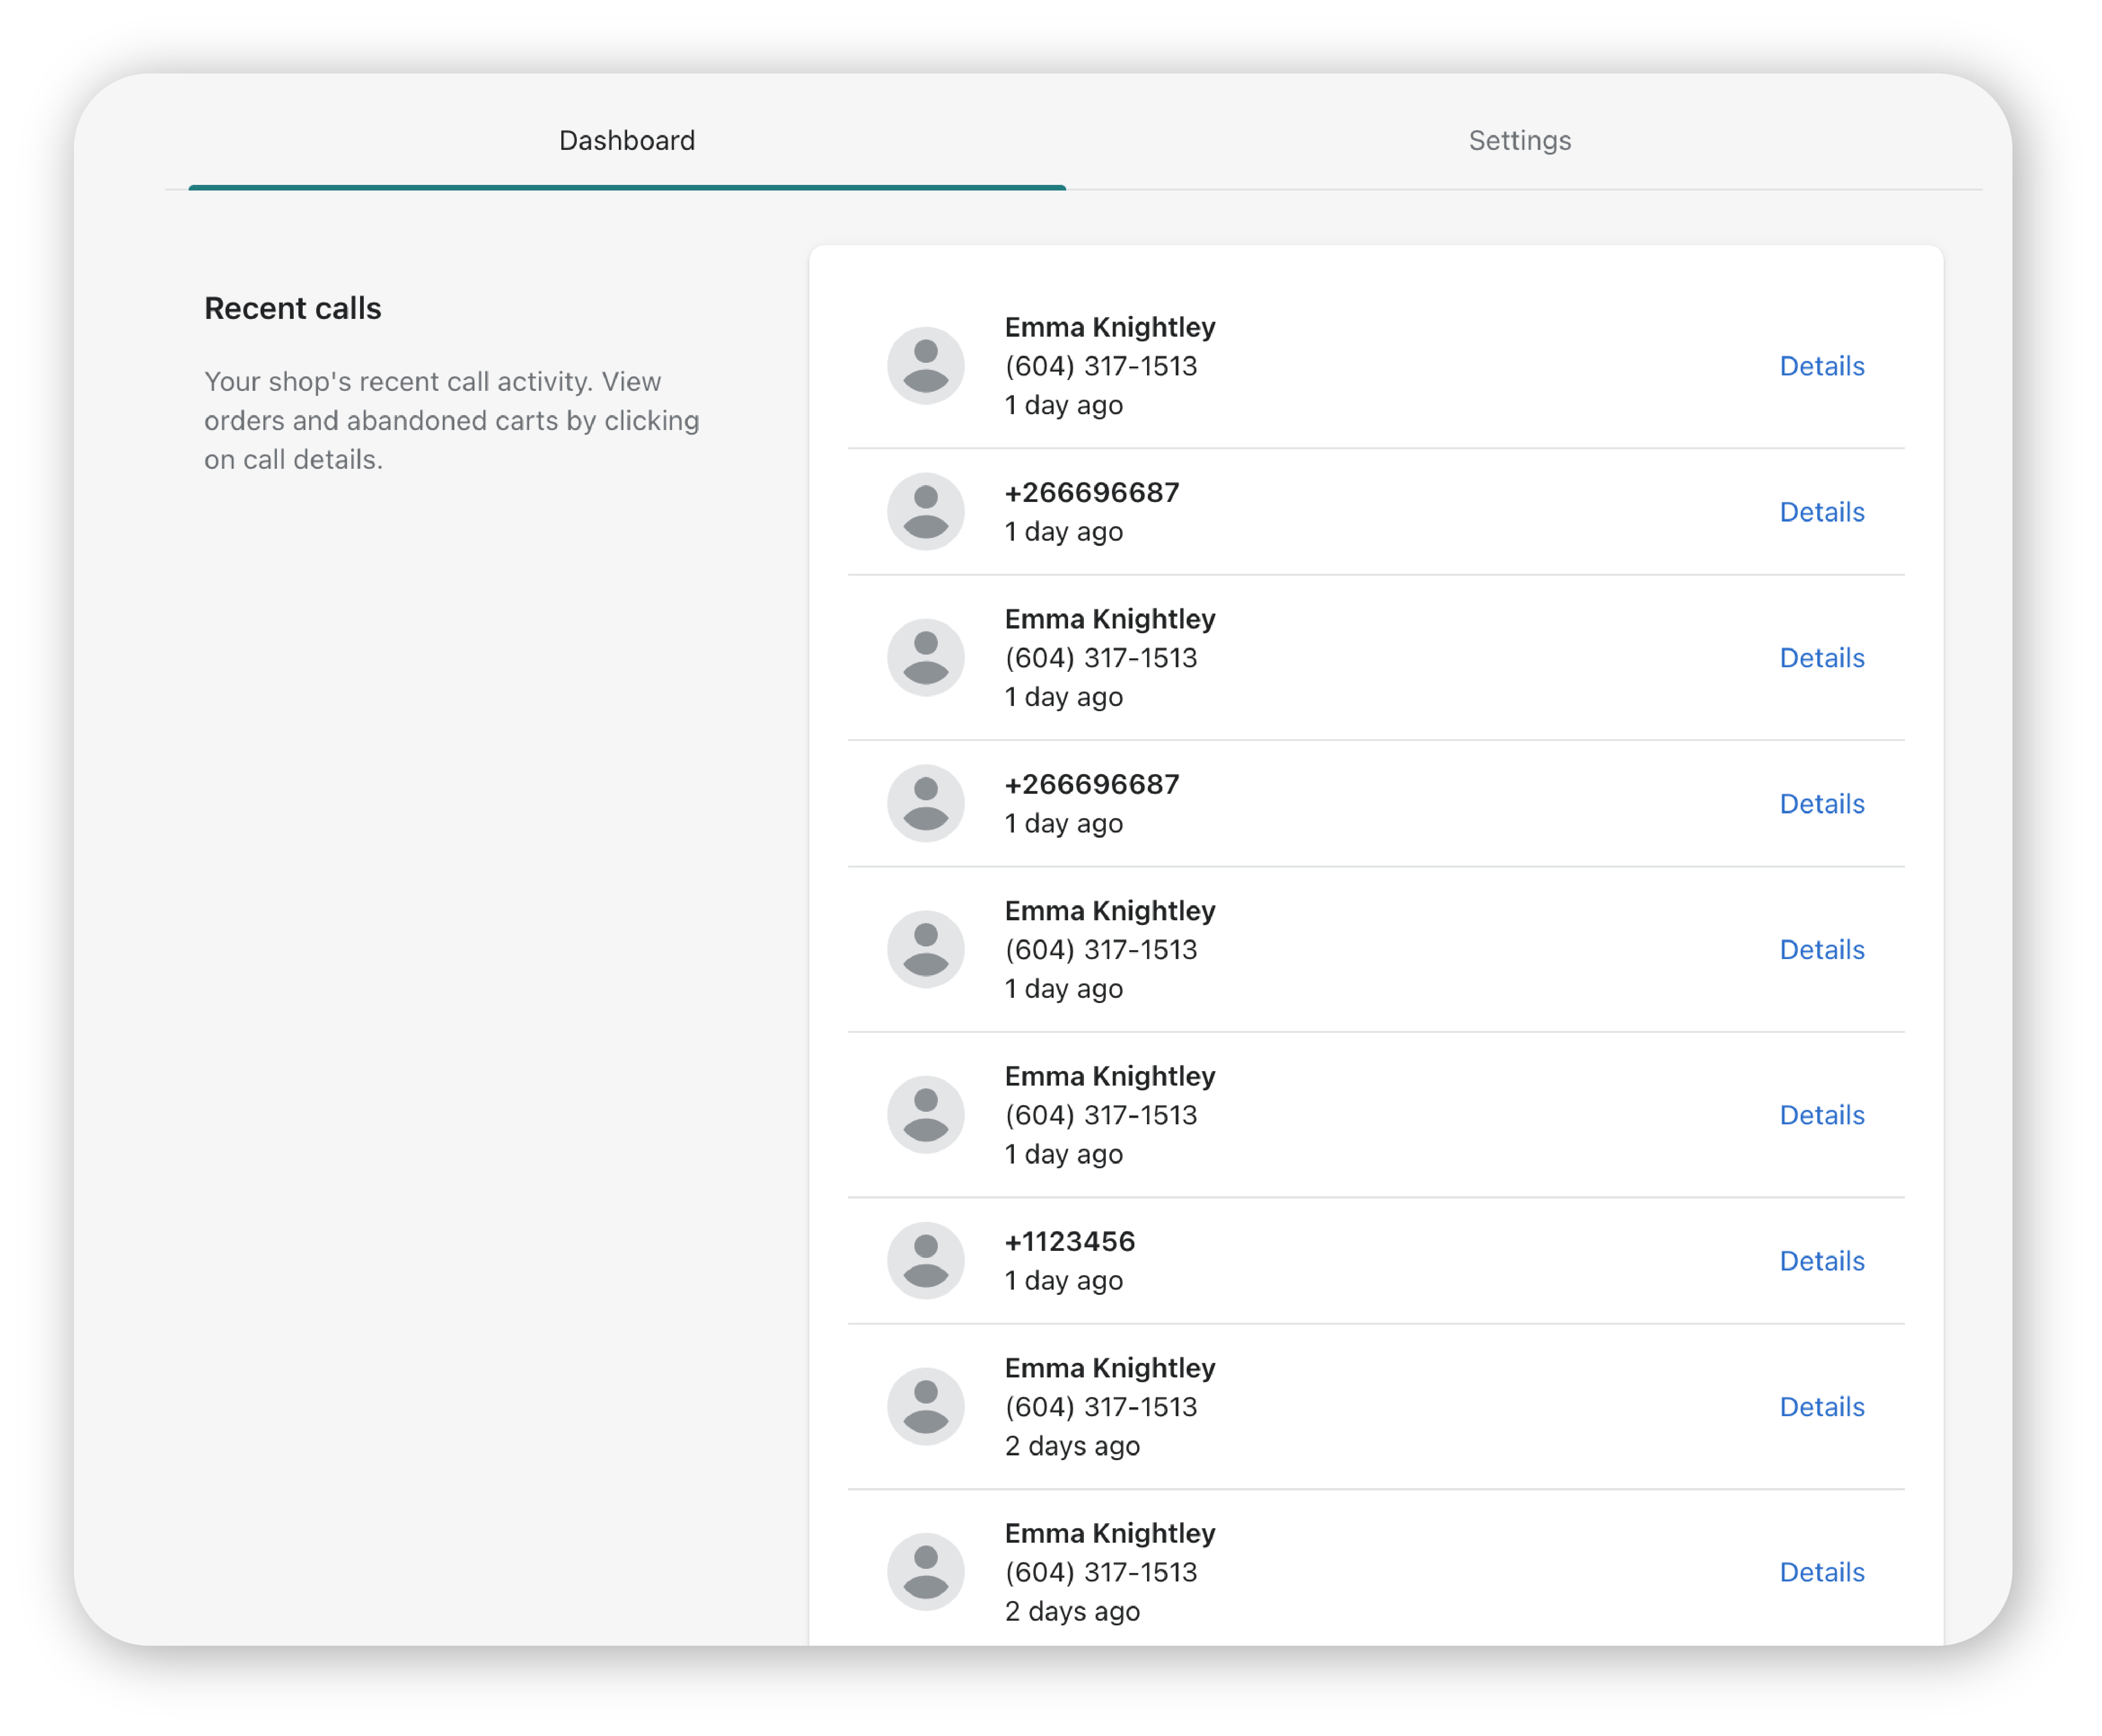 Dashboard
Settings
Recent calls
Your shop's recent call activity. View
orders and abandoned carts by clicking
on call details.
Emma Knightley
(604) 317-1513
1 day ago
Details
+266696687
1 day ago
Details
Emma Knightley
(604) 317-1513
1 day ago
Details
+266696687
1 day ago
Details
Emma Knightley
(604) 317-1513
1 day ago
Details
Emma Knightley
(604) 317-1513
1 day ago
Details
+1123456
1 day ago
Details
Emma Knightley
(604) 317-1513
2 days ago
Details
Emma Knightley
(604) 317-1513
2 days ago
Details